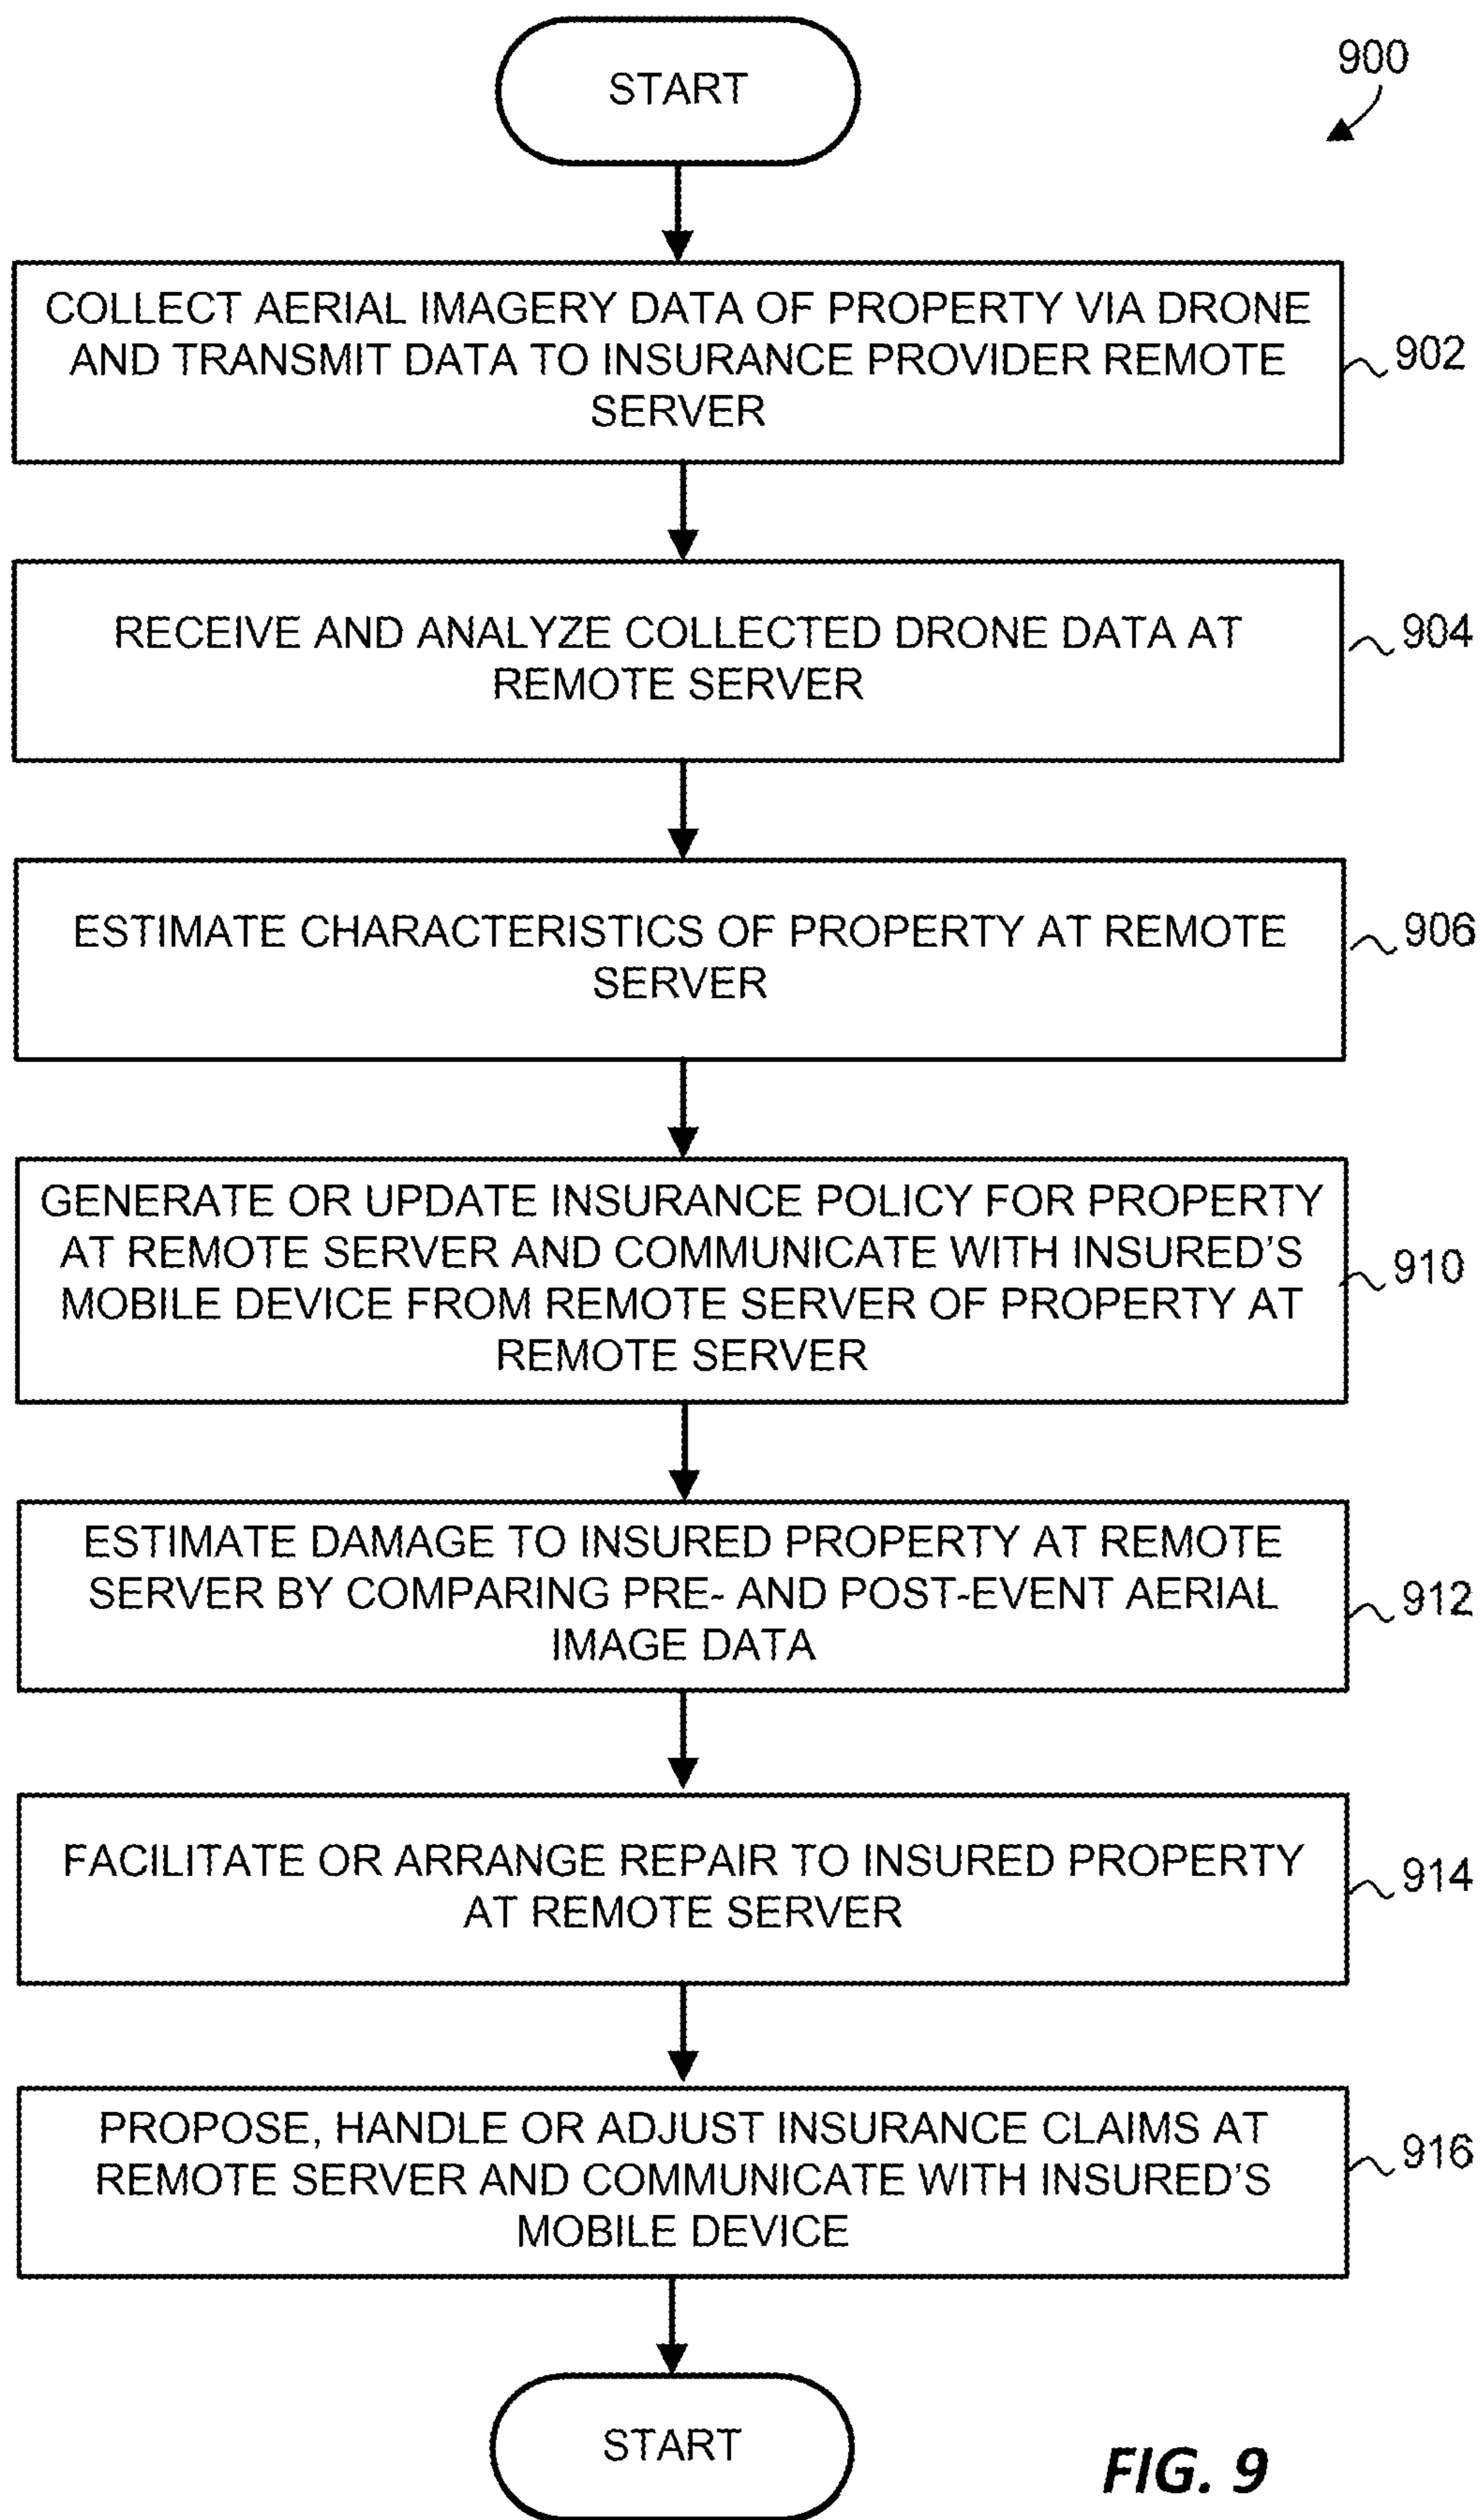 START
900
COLLECT AERIAL IMAGERY DATA OF PROPERTY VIA DRONE
AND TRANSMIT DATA TO INSURANCE PROVIDER REMOTE
SERVER
902
RECEIVE AND ANALYZE COLLECTED DRONE DATA AT
REMOTE SERVER
904
ESTIMATE CHARACTERISTICS OF PROPERTY AT REMOTE
SERVER
906
GENERATE OR UPDATE INSURANCE POLICY FOR PROPERTY
AT REMOTE SERVER AND COMMUNICATE WITH INSURED'S
MOBILE DEVICE FROM REMOTE SERVER OF PROPERTY AT
REMOTE SERVER
910
ESTIMATE DAMAGE TO INSURED PROPERTY AT REMOTE
SERVER BY COMPARING PRE- AND POST-EVENT AERIAL
IMAGE DATA
912
FACILITATE OR ARRANGE REPAIR TO INSURED PROPERTY
AT REMOTE SERVER
914
PROPOSE, HANDLE OR ADJUST INSURANCE CLAIMS AT
REMOTE SERVER AND COMMUNICATE WITH INSURED'S
MOBILE DEVICE
916
START
FIG. 9